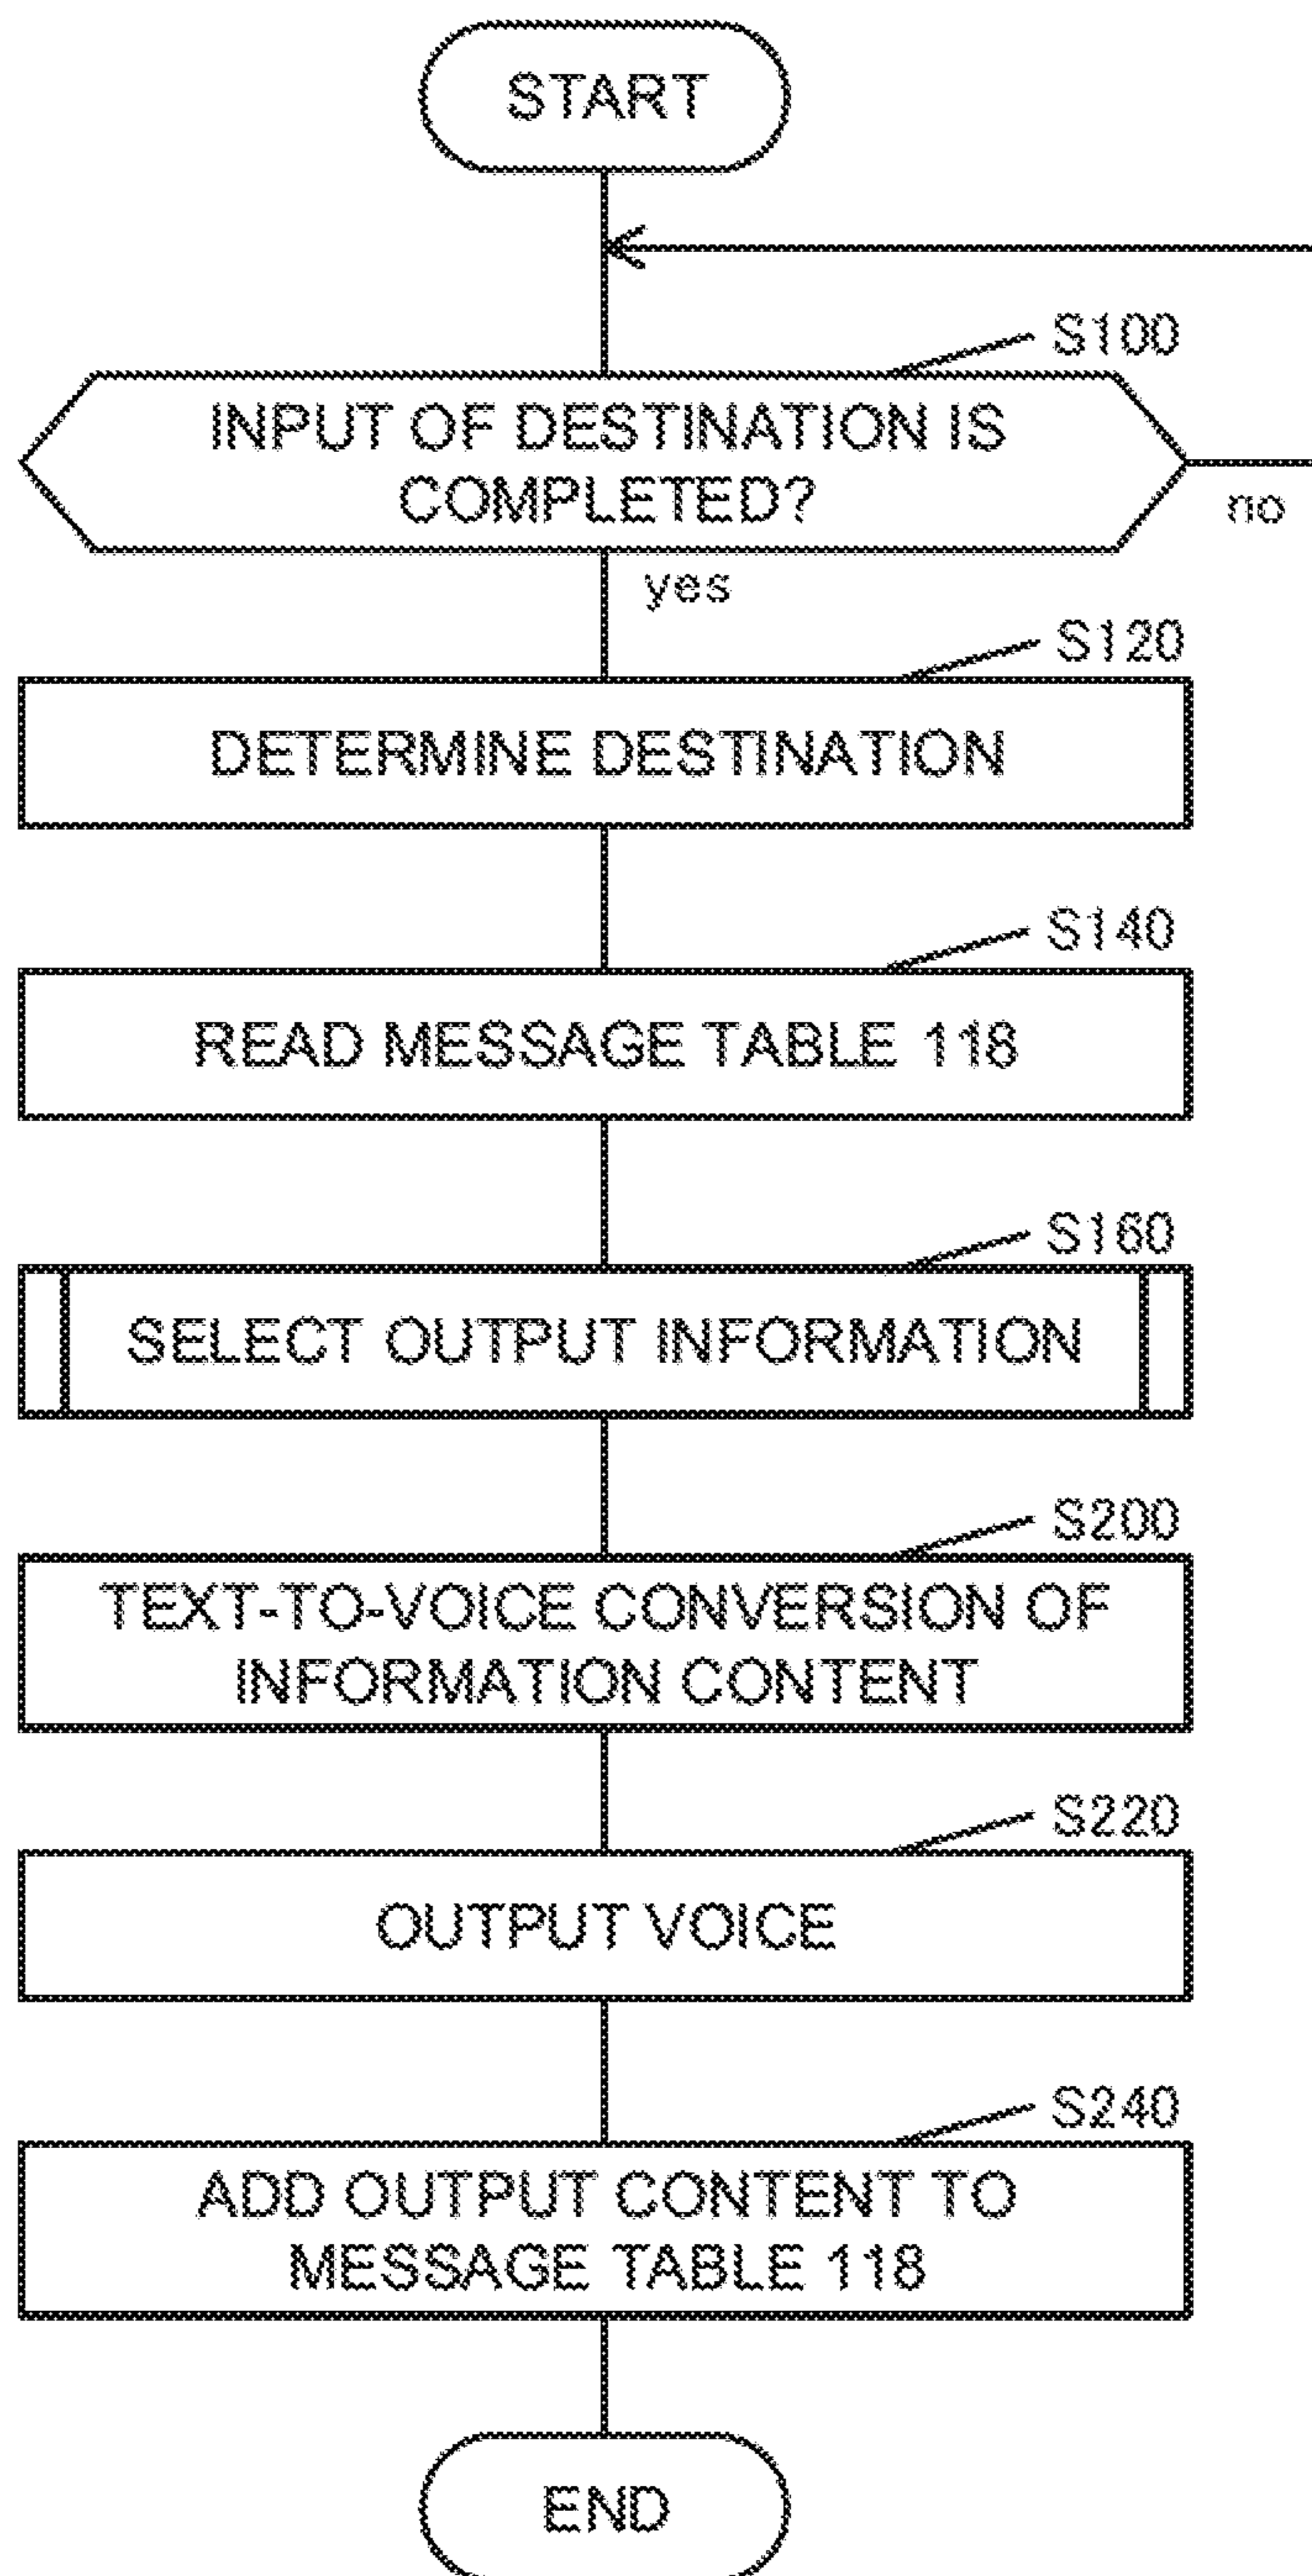 START
S100
INPUT OF DESTINATION IS
COMPLETED?
no
yes
S120
DETERMINE DESTINATION
S140
READ MESSAGE TABLE 118
S160
SELECT OUTPUT INFORMATION
S200
TEXT-TO-VOICE CONVERSION OF
INFORMATION CONTENT
S220
OUTPUT VOICE
S240
ADD OUTPUT CONTENT TO
MESSAGE TABLE 118
END